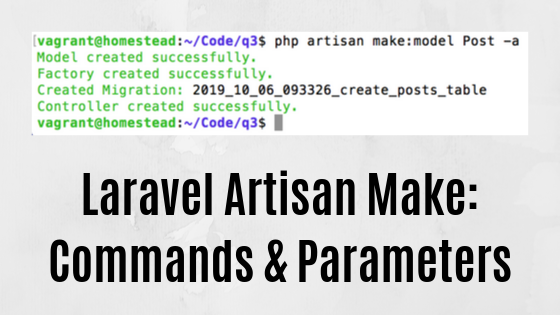 [vagrant@homestead:~/Code/q3$ php artisan make:model Post -a
Model created successfully.
Factory created successfully.
Created Migration: 2019_10_06_093326_create_posts_table
Controller created successfully.
vagrant@homestead:~/Code/q3$
Laravel Artisan Make:
Commands & Parameters